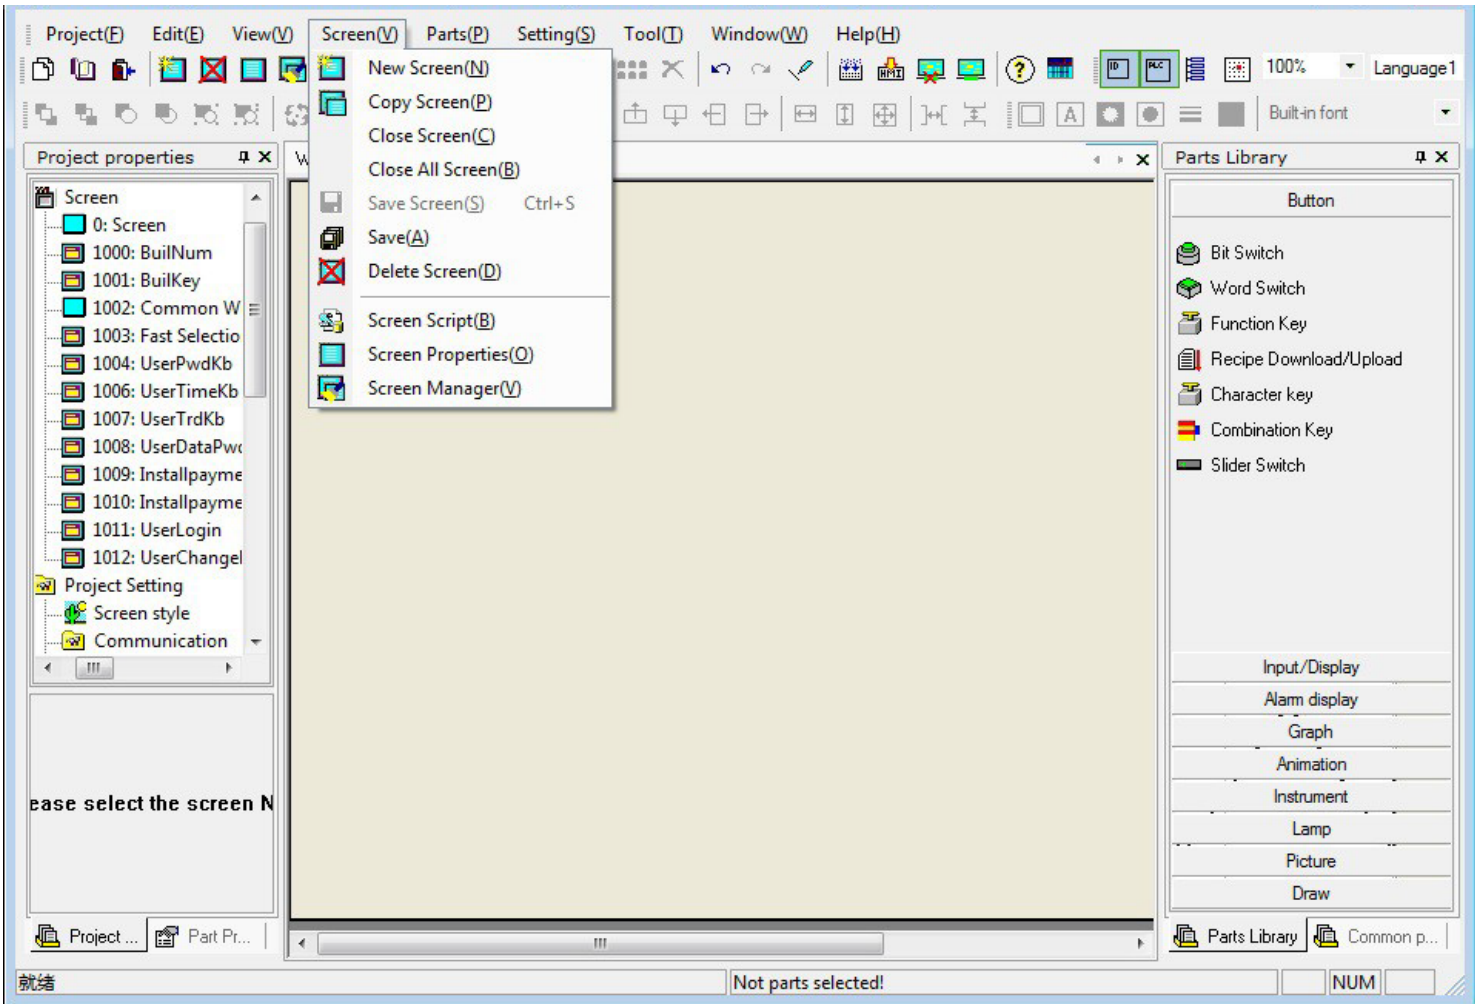 Project(F) Edit(E) View(V) Screen(V) Parts(P) Setting(S) Tool(T) Window(W) Help(H)
ID PLC 100% Language1
A Built-in font
New Screen(N)
Copy Screen(P)
Close Screen(C)
Close All Screen(B)
Save Screen(S) Ctrl+S
Save(A)
Delete Screen(D)
Screen Script(B)
Screen Properties(O)
Screen Manager(V)
Project properties
Screen
0: Screen
1000: BuilNum
1001: BuilKey
1002: Common W
1003: Fast Selectio
1004: UserPwdKb
1006: UserTimeKb
1007: UserTrdKb
1008: UserDataPwd
1009: Installpayme
1010: Installpayme
1011: UserLogin
1012: UserChange
Project Setting
Screen style
Communication
ease select the screen N
Project ... Part Pr...
Parts Library
Button
Bit Switch
Word Switch
Function Key
Recipe Download/Upload
Character key
Combination Key
Slider Switch
Input/Display
Alarm display
Graph
Animation
Instrument
Lamp
Picture
Draw
Parts Library Common p...
就绪 Not parts selected! NUM